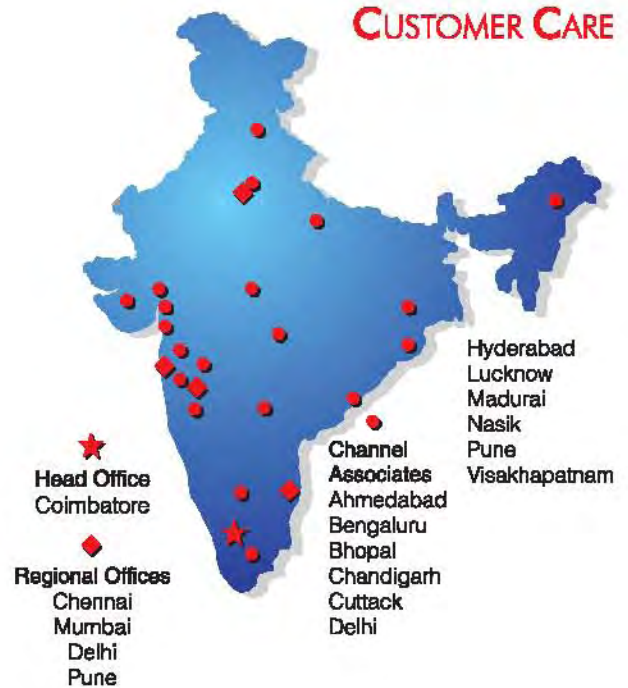 CUSTOMER CARE
Head Office
Coimbatore
Regional Offices
Chennai
Mumbai
Delhi
Pune
Channel
Associates
Ahmedabad
Bengaluru
Bhopal
Chandigarh
Cuttack
Delhi
Hyderabad
Lucknow
Madurai
Nasik
Pune
Visakhapatnam